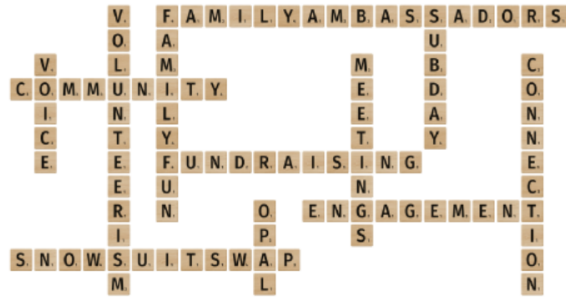 FAMILYAMBASSADORS
VOLUNTEERISM
FAMILYFUN
SUBDAY
VOICE
COMMUNITY
MEETINGS
CONNECTION
FUNDRAISING
OPAL
ENGAGEMENT
SNOWSUITSWAP